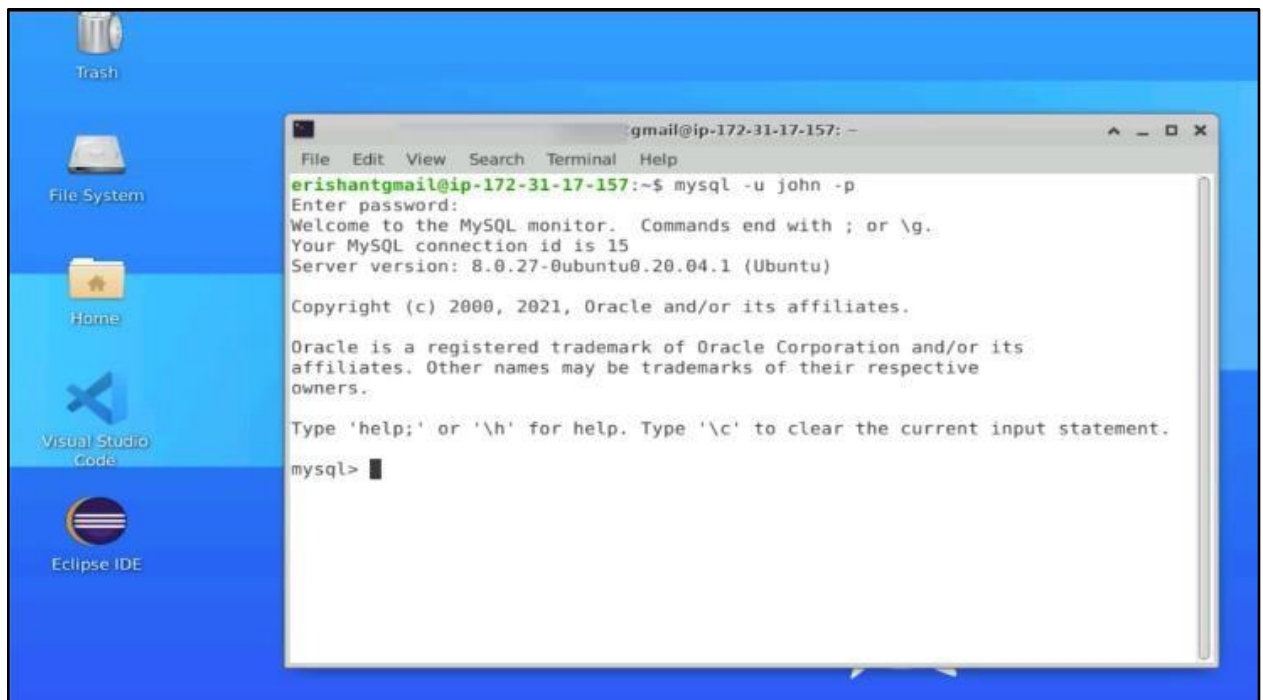 Trash
File System
Home
Visual Studio
Code
Eclipse IDE
gmail@ip-172-31-17-157: ~
File Edit View Search Terminal Help
erishantgmail@ip-172-31-17-157:~$ mysql -u john -p
Enter password:
Welcome to the MySQL monitor.  Commands end with ; or \g.
Your MySQL connection id is 15
Server version: 8.0.27-0ubuntu0.20.04.1 (Ubuntu)
Copyright (c) 2000, 2021, Oracle and/or its affiliates.
Oracle is a registered trademark of Oracle Corporation and/or its
affiliates. Other names may be trademarks of their respective
owners.
Type 'help;' or '\h' for help. Type '\c' to clear the current input statement.
mysql>